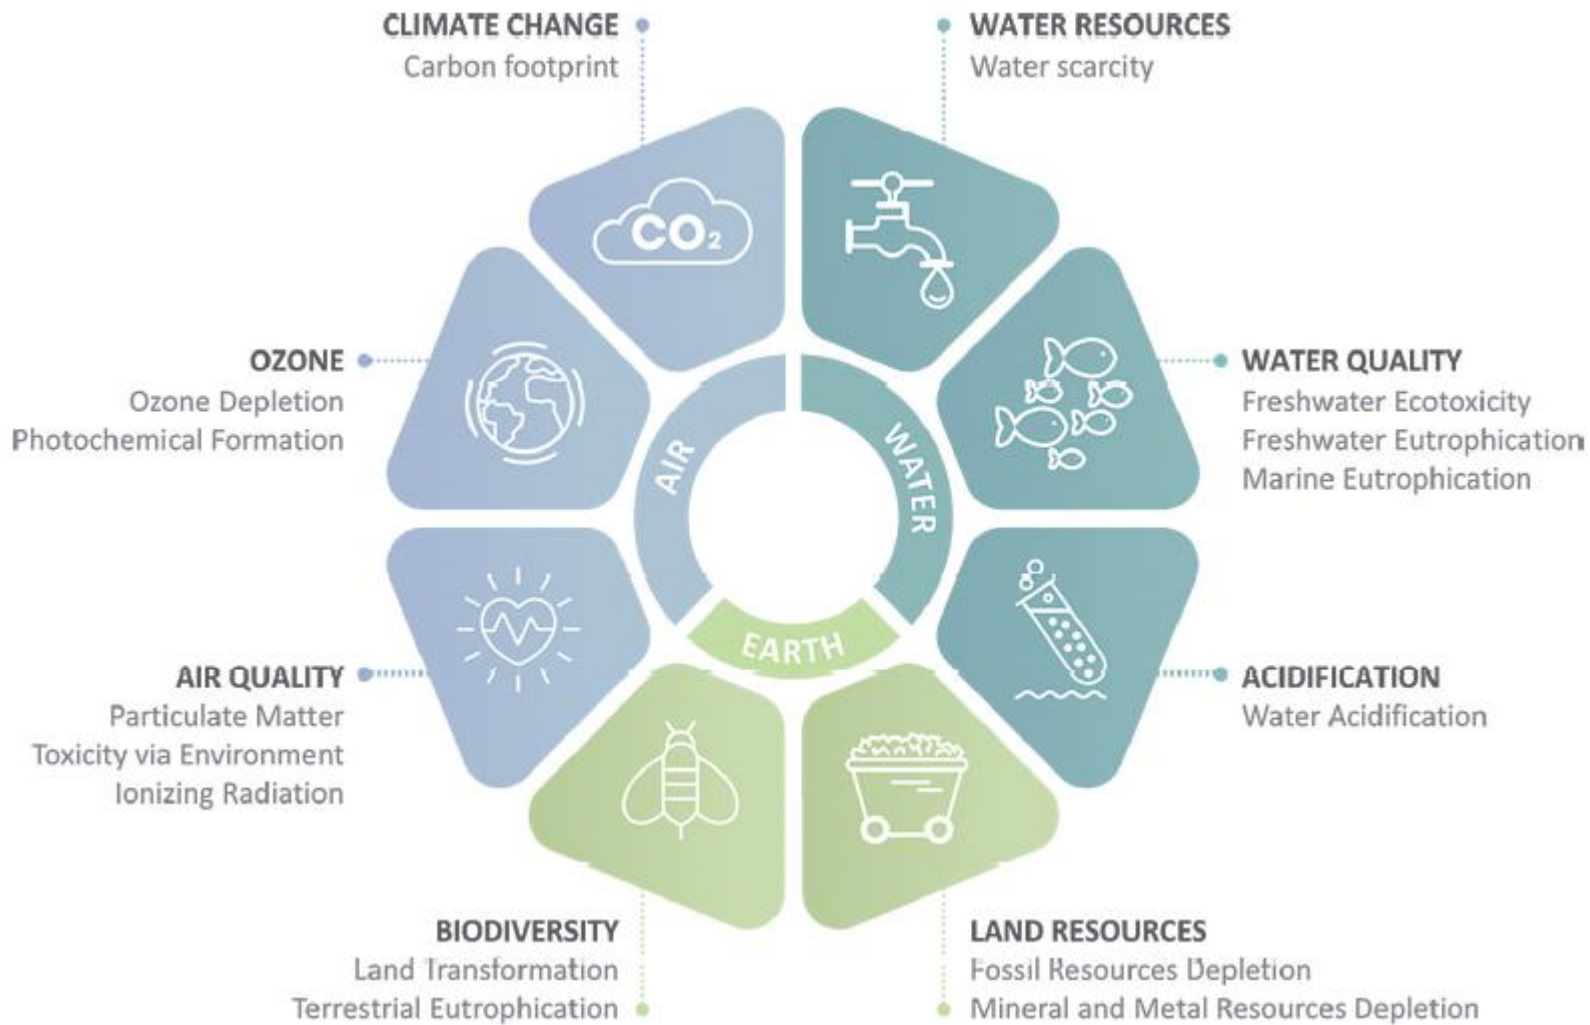 CLIMATE CHANGE
Carbon footprint
WATER RESOURCES
Water scarcity
CO₂
OZONE
Ozone Depletion
Photochemical Formation
WATER QUALITY
Freshwater Ecotoxicity
Freshwater Eutrophication
Marine Eutrophication
AIR
WATER
EARTH
AIR QUALITY
Particulate Matter
Toxicity via Environment
Ionizing Radiation
ACIDIFICATION
Water Acidification
BIODIVERSITY
Land Transformation
Terrestrial Eutrophication
LAND RESOURCES
Fossil Resources Depletion
Mineral and Metal Resources Depletion